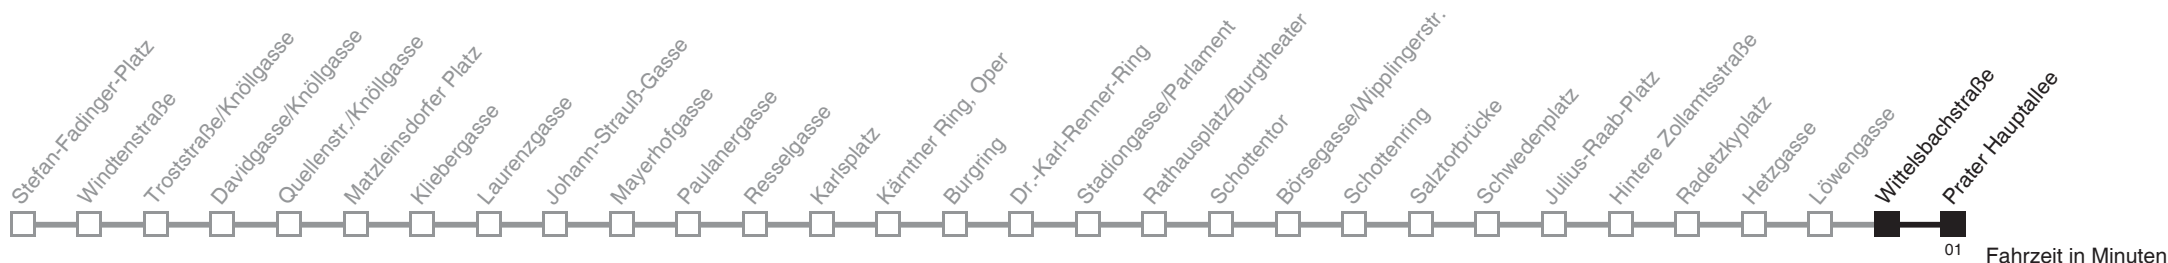 Stefan-Fadinger-Platz
Windtenstraße
Troststraße/Knöllgasse
Davidgasse/Knöllgasse
Quellenstr./Knöllgasse
Matzleinsdorfer Platz
Kliebergasse
Laurenzgasse
Johann-Strauß-Gasse
Mayerhofgasse
Paulanergasse
Resselgasse
Karlsplatz
Kärntner Ring, Oper
Burgring
Dr.-Karl-Renner-Ring
Stadiongasse/Parlament
Rathausplatz/Burgtheater
Schottentor
Börsegasse/Wipplingerstr.
Schottenring
Salztorbrücke
Schwedenplatz
Julius-Raab-Platz
Hintere Zollamtsstraße
Radetzkyplatz
Hetzgasse
Löwengasse
Wittelsbachstraße
Prater Hauptallee
01
Fahrzeit in Minuten